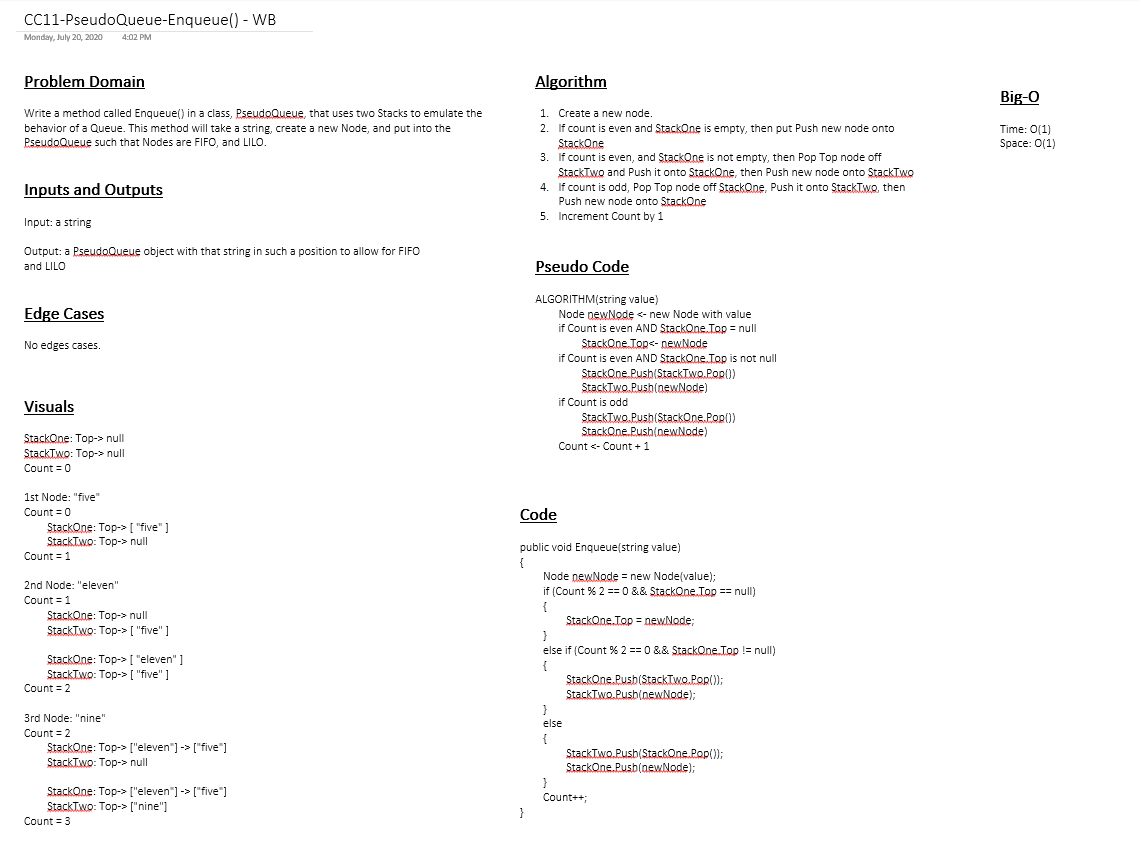 CC11-PseudoQueue-Enqueue() - WB
Monday, July 20, 2020 4:02 PM
Problem Domain
Write a method called Enqueue() in a class, PseudoQueue, that uses two Stacks to emulate the
behavior of a Queue. This method will take a string, create a new Node, and put into the
PseudoQueue such that Nodes are FIFO, and LILO.
Inputs and Outputs
Input: a string
Output: a PseudoQueue object with that string in such a position to allow for FIFO
and LILO
Edge Cases
No edges cases.
Visuals
StackOne: Top-> null
StackTwo: Top-> null
Count = 0
1st Node: "five"
Count = 0
StackOne: Top-> [ "five" ]
StackTwo: Top-> null
Count = 1
2nd Node: "eleven"
Count = 1
StackOne: Top-> null
StackTwo: Top-> [ "five" ]
StackOne: Top-> [ "eleven" ]
StackTwo: Top-> [ "five" ]
Count = 2
3rd Node: "nine"
Count = 2
StackOne: Top-> ["eleven"] -> ["five"]
StackTwo: Top-> null
StackOne: Top-> ["eleven"] -> ["five"]
StackTwo: Top-> ["nine"]
Count = 3
Algorithm
1. Create a new node.
2. If count is even and StackOne is empty, then put Push new node onto
StackOne
3. If count is even, and StackOne is not empty, then Pop Top node off
StackTwo and Push it onto StackOne, then Push new node onto StackTwo
4. If count is odd, Pop Top node off StackOne, Push it onto StackTwo, then
Push new node onto StackOne
5. Increment Count by 1
Pseudo Code
ALGORITHM(string value)
Node newNode <- new Node with value
if Count is even AND StackOne.Top = null
StackOne.Top<- newNode
if Count is even AND StackOne.Top is not null
StackOne.Push(StackTwo.Pop())
StackTwo.Push(newNode)
if Count is odd
StackTwo.Push(StackOne.Pop())
StackOne.Push(newNode)
Count <- Count + 1
Code
public void Enqueue(string value)
{
Node newNode = new Node(value);
if (Count % 2 == 0 && StackOne.Top == null)
{
StackOne.Top = newNode;
}
else if (Count % 2 == 0 && StackOne.Top != null)
{
StackOne.Push(StackTwo.Pop());
StackTwo.Push(newNode);
}
else
{
StackTwo.Push(StackOne.Pop());
StackOne.Push(newNode);
}
Count++;
}
Big-O
Time: O(1)
Space: O(1)